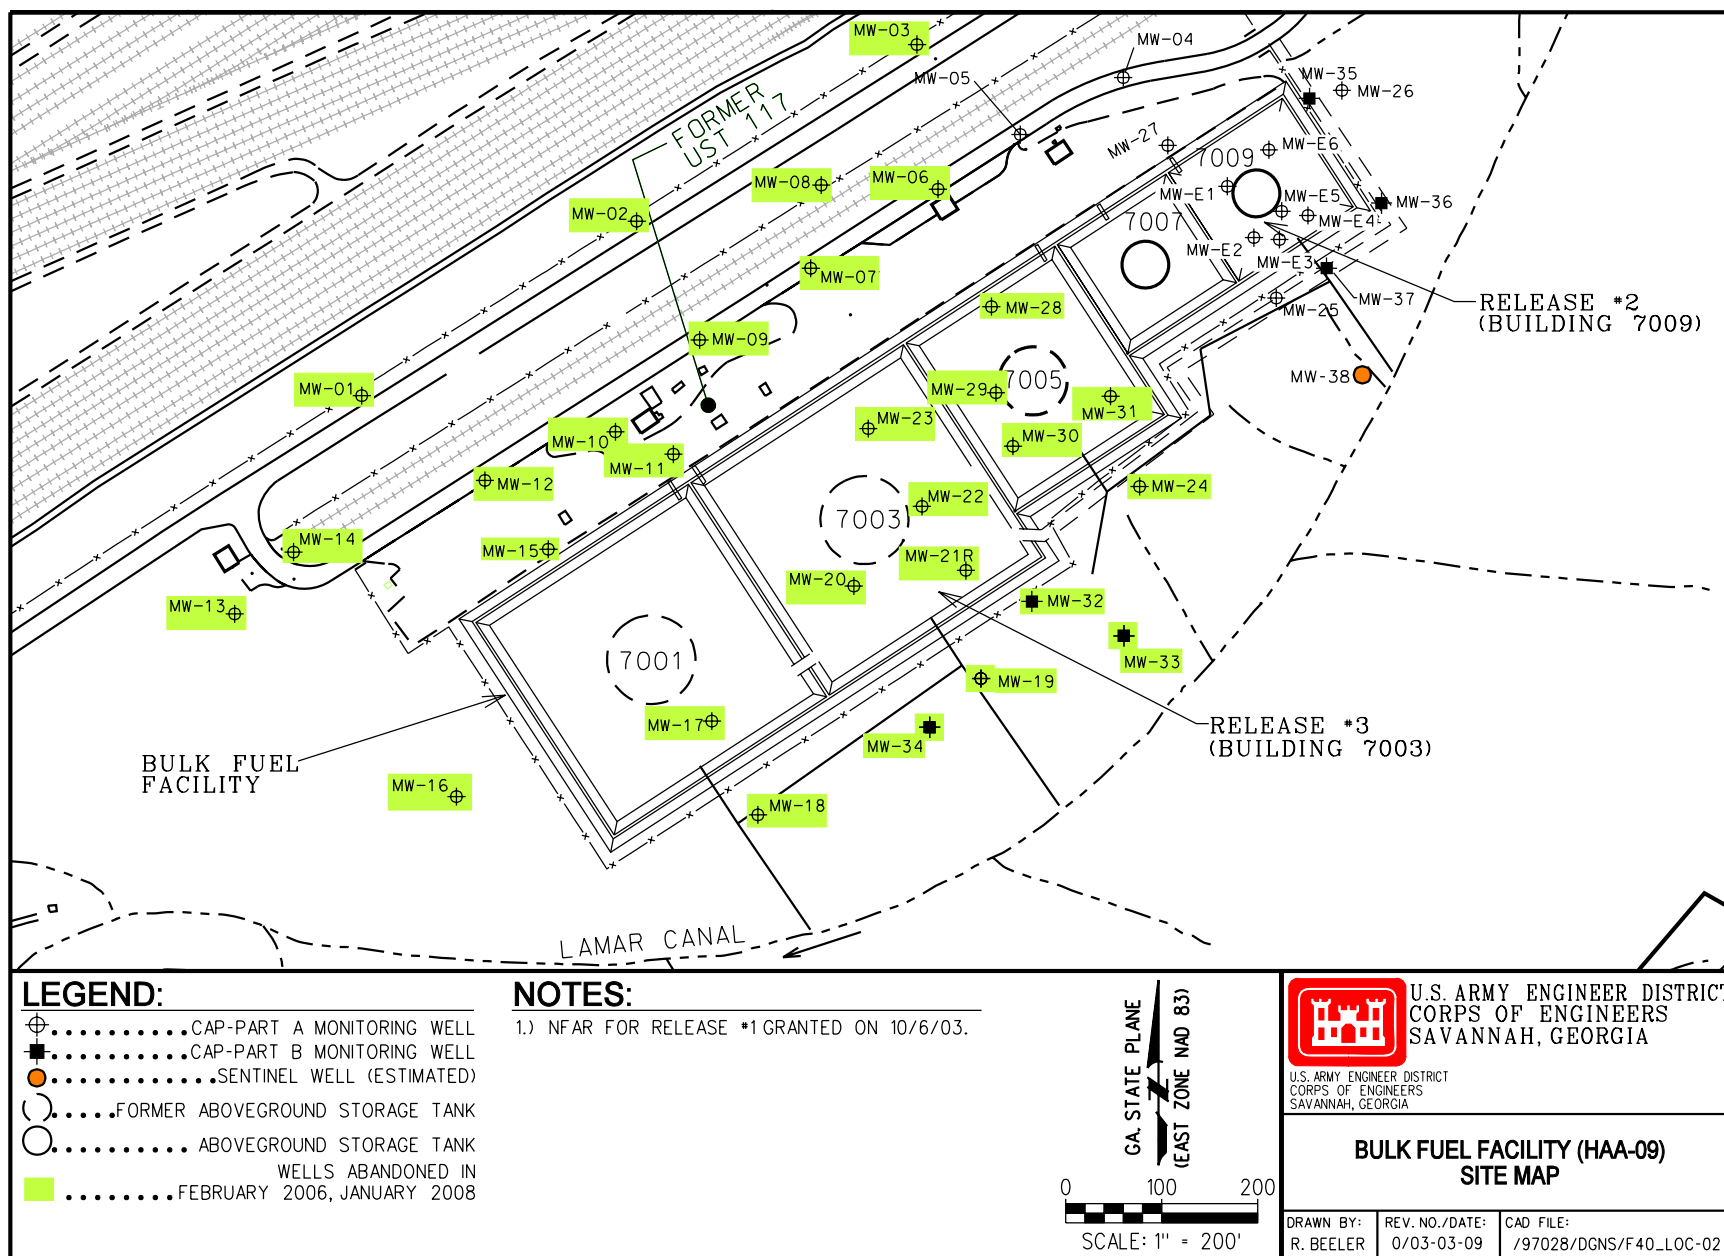 MW-03
MW-04
MW-05
MW-35
MW-26
FORMER
UST 117
MW-27
MW-E6
7009
MW-08
MW-06
MW-E1
MW-E5
MW-36
MW-02
7007
MW-E4
MW-E2
MW-E3
MW-07
MW-37
MW-25
RELEASE #2
(BUILDING 7009)
MW-28
MW-09
MW-38
7005
MW-01
MW-29
MW-31
MW-23
MW-10
MW-30
MW-11
MW-12
MW-24
MW-22
7003
MW-14
MW-15
MW-21R
MW-20
MW-32
MW-13
7001
MW-33
MW-19
MW-17
RELEASE #3
(BUILDING 7003)
MW-34
BULK FUEL
FACILITY
MW-16
MW-18
LAMAR CANAL
LEGEND:
CAP-PART A MONITORING WELL
CAP-PART B MONITORING WELL
SENTINEL WELL (ESTIMATED)
FORMER ABOVEGROUND STORAGE TANK
ABOVEGROUND STORAGE TANK
WELLS ABANDONED IN
FEBRUARY 2006, JANUARY 2008
NOTES:
1.) NFAR FOR RELEASE #1 GRANTED ON 10/6/03.
GA. STATE PLANE
(EAST ZONE NAD 83)
0 100 200
SCALE: 1" = 200'
U.S. ARMY ENGINEER DISTRICT
CORPS OF ENGINEERS
SAVANNAH, GEORGIA
U.S. ARMY ENGINEER DISTRICT
CORPS OF ENGINEERS
SAVANNAH, GEORGIA
BULK FUEL FACILITY (HAA-09)
SITE MAP
DRAWN BY:
R. BEELER
REV. NO./DATE:
0/03-03-09
CAD FILE:
/97028/DGNS/F40_LOC-02